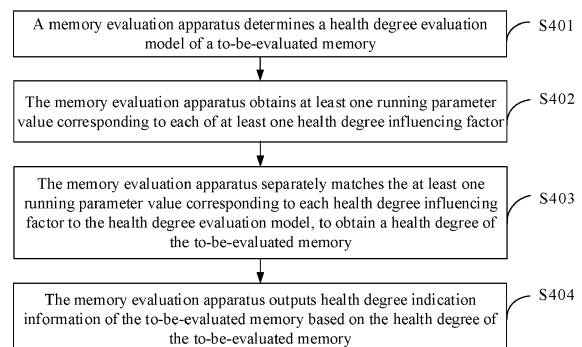 A memory evaluation apparatus determines a health degree evaluation
model of a to-be-evaluated memory
S401
The memory evaluation apparatus obtains at least one running parameter
value corresponding to each of at least one health degree influencing factor
S402
The memory evaluation apparatus separately matches the at least one
running parameter value corresponding to each health degree influencing
factor to the health degree evaluation model, to obtain a health degree of
the to-be-evaluated memory
S403
The memory evaluation apparatus outputs health degree indication
information of the to-be-evaluated memory based on the health degree of
the to-be-evaluated memory
S404